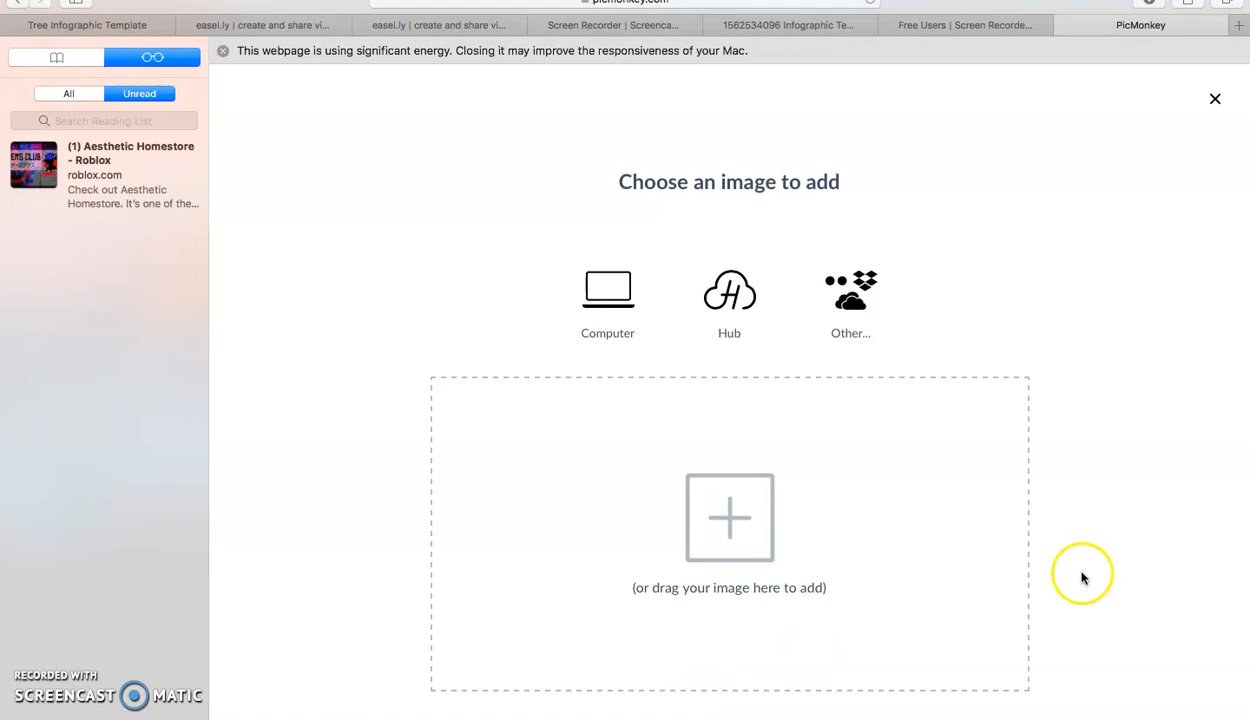 picmonkey.com
Tree Infographic Template
easel.ly | create and share vi...
easel.ly | create and share vi...
Screen Recorder | Screenca...
1562534096 Infographic Te...
Free Users | Screen Recorde...
PicMonkey
This webpage is using significant energy. Closing it may improve the responsiveness of your Mac.
All
Unread
Search Reading List
(1) Aesthetic Homestore
- Roblox
roblox.com
Check out Aesthetic
Homestore. It's one of the...
EMS CLUB
Choose an image to add
Computer
Hub
Other...
(or drag your image here to add)
RECORDED WITH
SCREENCAST MATIC